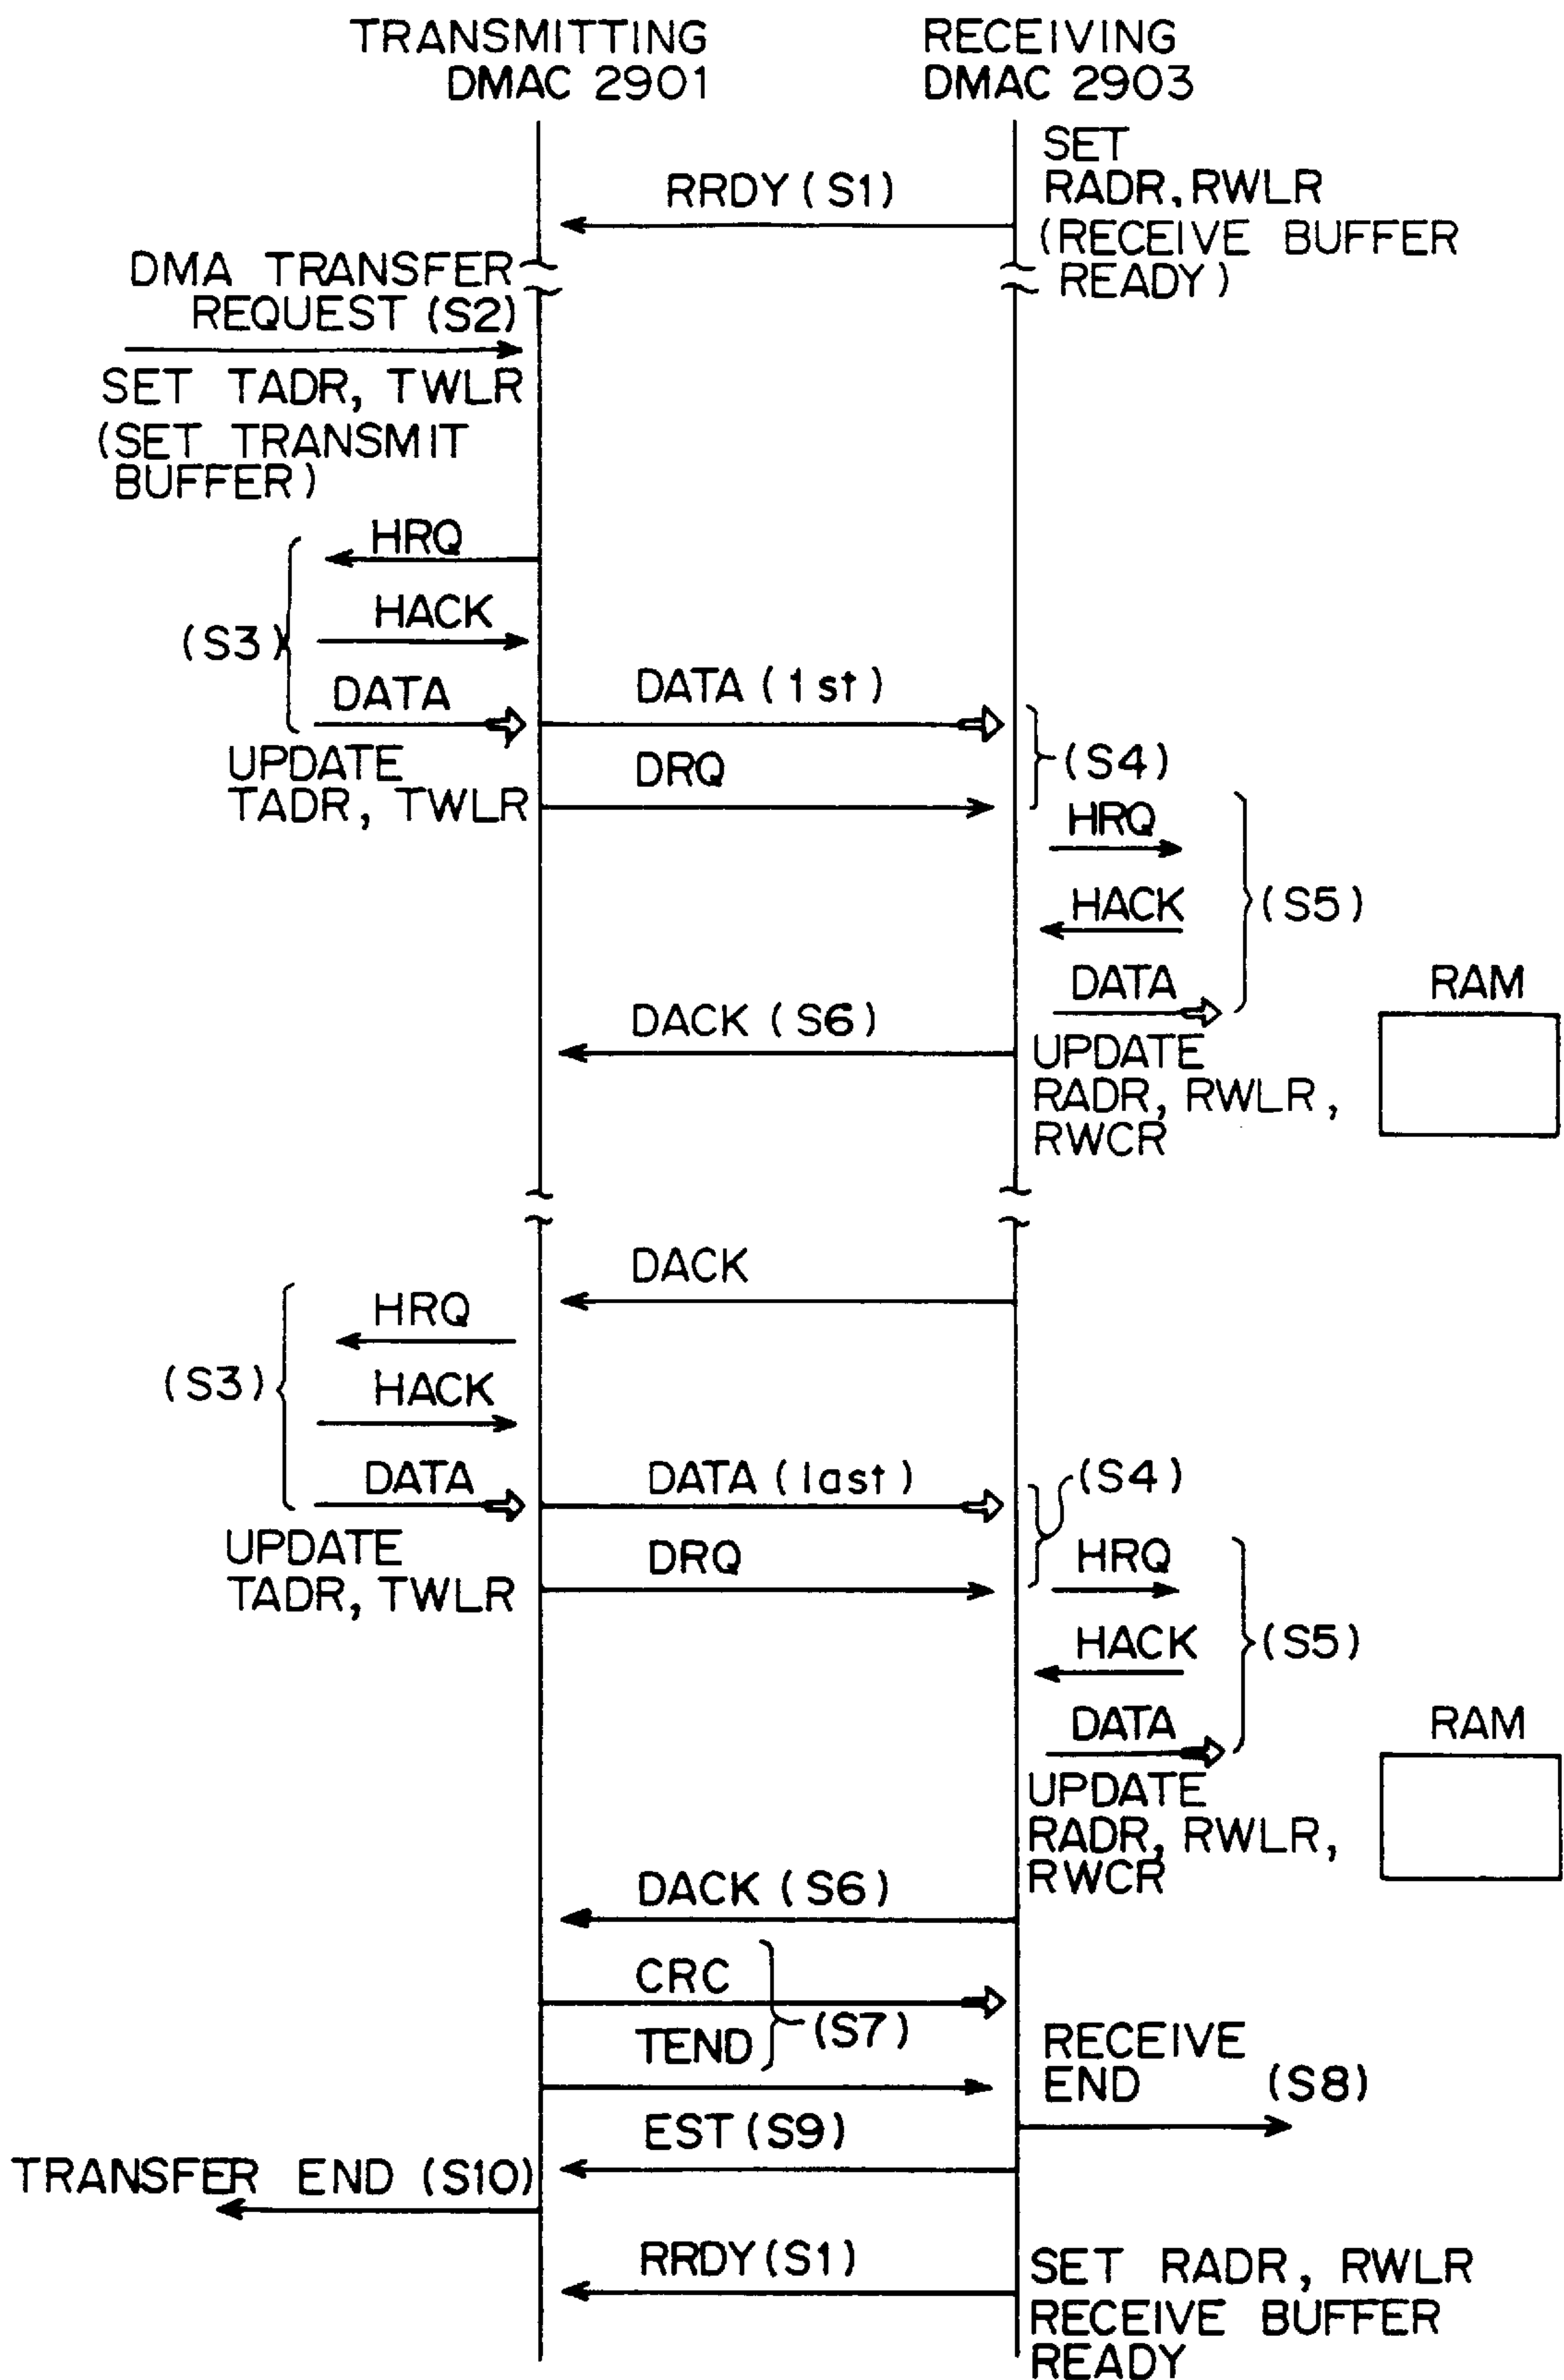 TRANSMITTING
DMAC 2901
RECEIVING
DMAC 2903
SET
RADR, RWLR
(RECEIVE BUFFER
READY)
RRDY (S1)
DMA TRANSFER
REQUEST (S2)
SET TADR, TWLR
(SET TRANSMIT
BUFFER)
HRQ
HACK
(S3)
DATA
DATA (1st)
UPDATE
TADR, TWLR
DRQ
(S4)
HRQ
HACK
(S5)
DATA
RAM
DACK (S6)
UPDATE
RADR, RWLR,
RWCR
DACK
HRQ
(S3)
HACK
DATA
DATA (last)
(S4)
UPDATE
TADR, TWLR
DRQ
HRQ
HACK
(S5)
DATA
RAM
UPDATE
RADR, RWLR,
RWCR
DACK (S6)
CRC
(S7)
TEND
RECEIVE
END (S8)
EST (S9)
TRANSFER END (S10)
RRDY (S1)
SET RADR, RWLR
RECEIVE BUFFER
READY